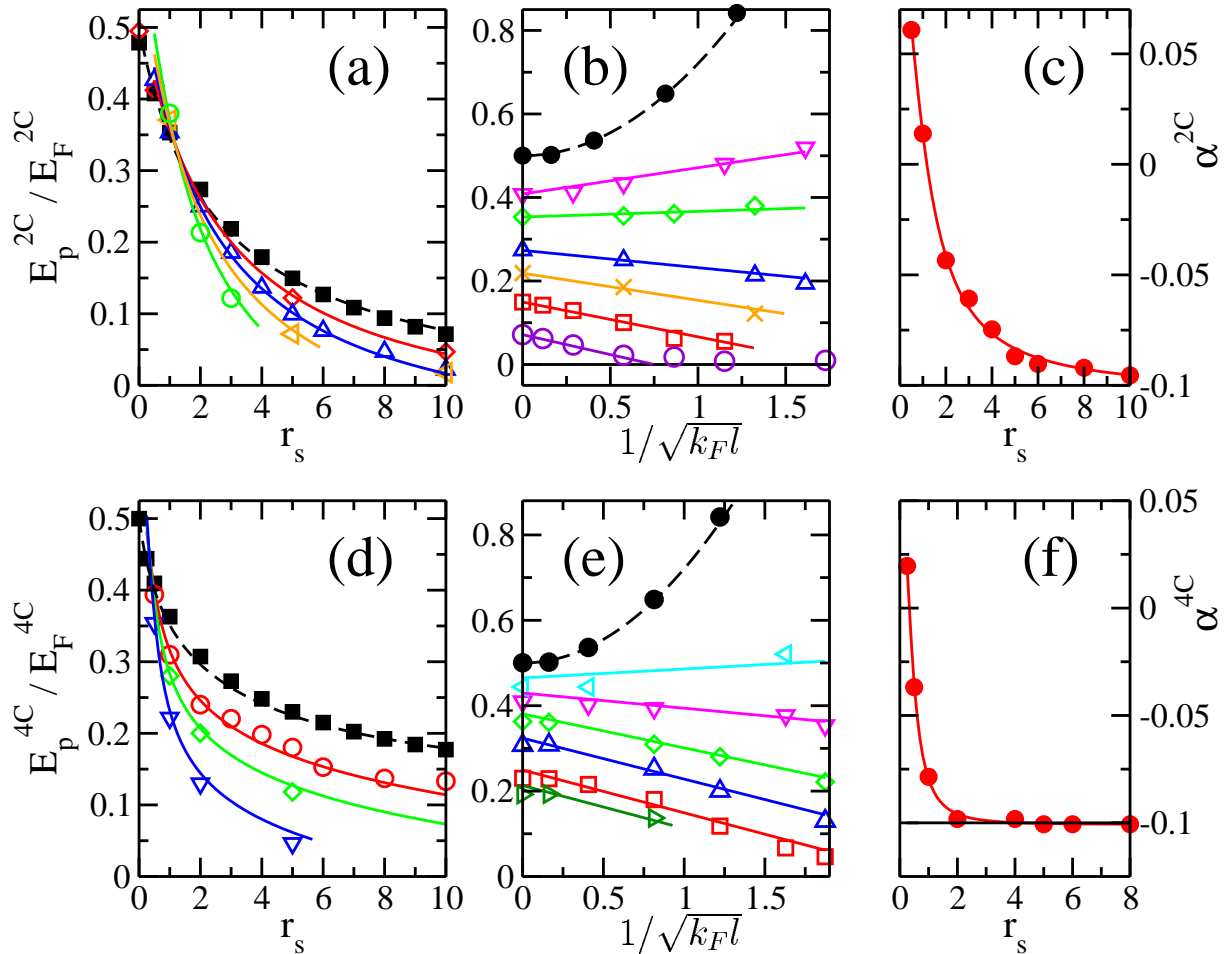 (a)
E_p^2C / E_F^2C
0.5
0.4
0.3
0.2
0.1
0
0 2 4 6 8 10
r_s
(b)
0.8
0.6
0.4
0.2
0
0 0.5 1 1.5
1/√k_F l
(c)
0.05
0
-0.05
-0.1
α^2C
0 2 4 6 8 10
r_s
(d)
E_p^4C / E_F^4C
0.5
0.4
0.3
0.2
0.1
0
0 2 4 6 8 10
r_s
(e)
0.8
0.6
0.4
0.2
0
0 0.5 1 1.5
1/√k_F l
(f)
0.05
0
-0.05
-0.1
α^4C
0 2 4 6 8
r_s